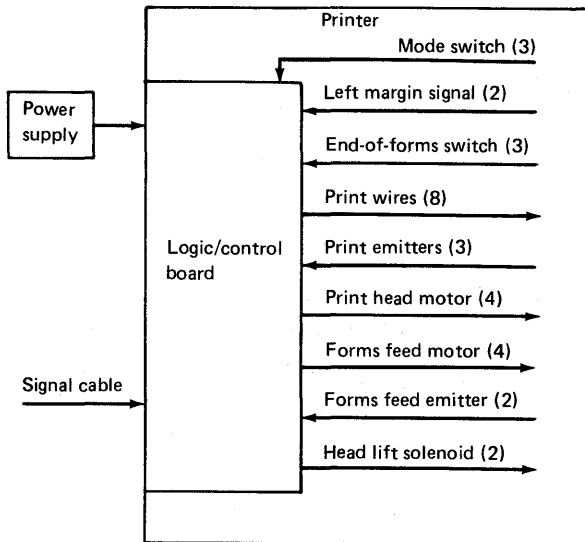 Printer
Mode switch (3)
Left margin signal (2)
Power
supply
End-of-forms switch (3)
Print wires (8)
Logic/control
board
Print emitters (3)
Print head motor (4)
Forms feed motor (4)
Signal cable
Forms feed emitter (2)
Head lift solenoid (2)